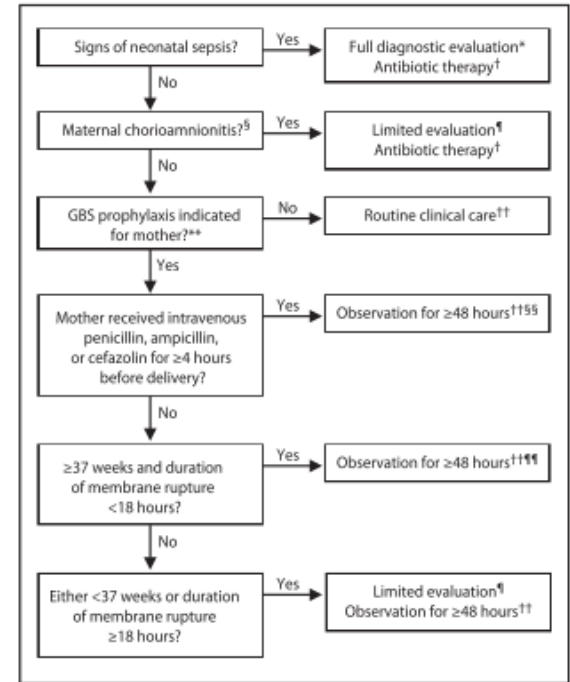 Signs of neonatal sepsis?
Yes
Full diagnostic evaluation*
Antibiotic therapy†
No
Maternal chorioamnionitis?§
Yes
Limited evaluation¶
Antibiotic therapy†
No
GBS prophylaxis indicated
for mother?**
No
Routine clinical care††
Yes
Mother received intravenous
penicillin, ampicillin,
or cefazolin for ≥4 hours
before delivery?
Yes
Observation for ≥48 hours††§§
No
≥37 weeks and duration
of membrane rupture
<18 hours?
Yes
Observation for ≥48 hours††¶¶
No
Either <37 weeks or duration
of membrane rupture
≥18 hours?
Yes
Limited evaluation¶
Observation for ≥48 hours††